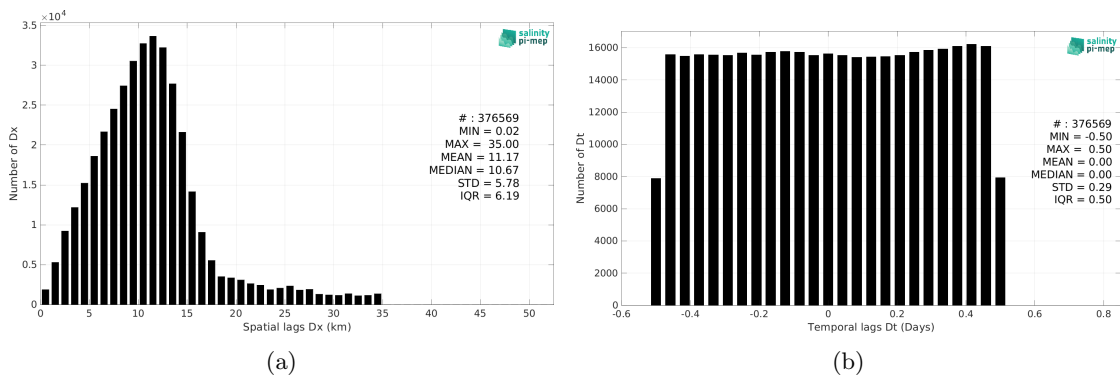 ×10⁴
3.5
3
2.5
2
1.5
1
0.5
0
Number of Dx
0 5 10 15 20 25 30 35 40 45 50
Spatial lags Dx (km)
salinity
pi-mep
# : 376569
MIN = 0.02
MAX = 35.00
MEAN = 11.17
MEDIAN = 10.67
STD = 5.78
IQR = 6.19
(a)
16000
14000
12000
10000
8000
6000
4000
2000
0
Number of Dt
-0.6 -0.4 -0.2 0 0.2 0.4 0.6 0.8
Temporal lags Dt (Days)
salinity
pi-mep
# : 376569
MIN = -0.50
MAX = 0.50
MEAN = 0.00
MEDIAN = 0.00
STD = 0.29
IQR = 0.50
(b)